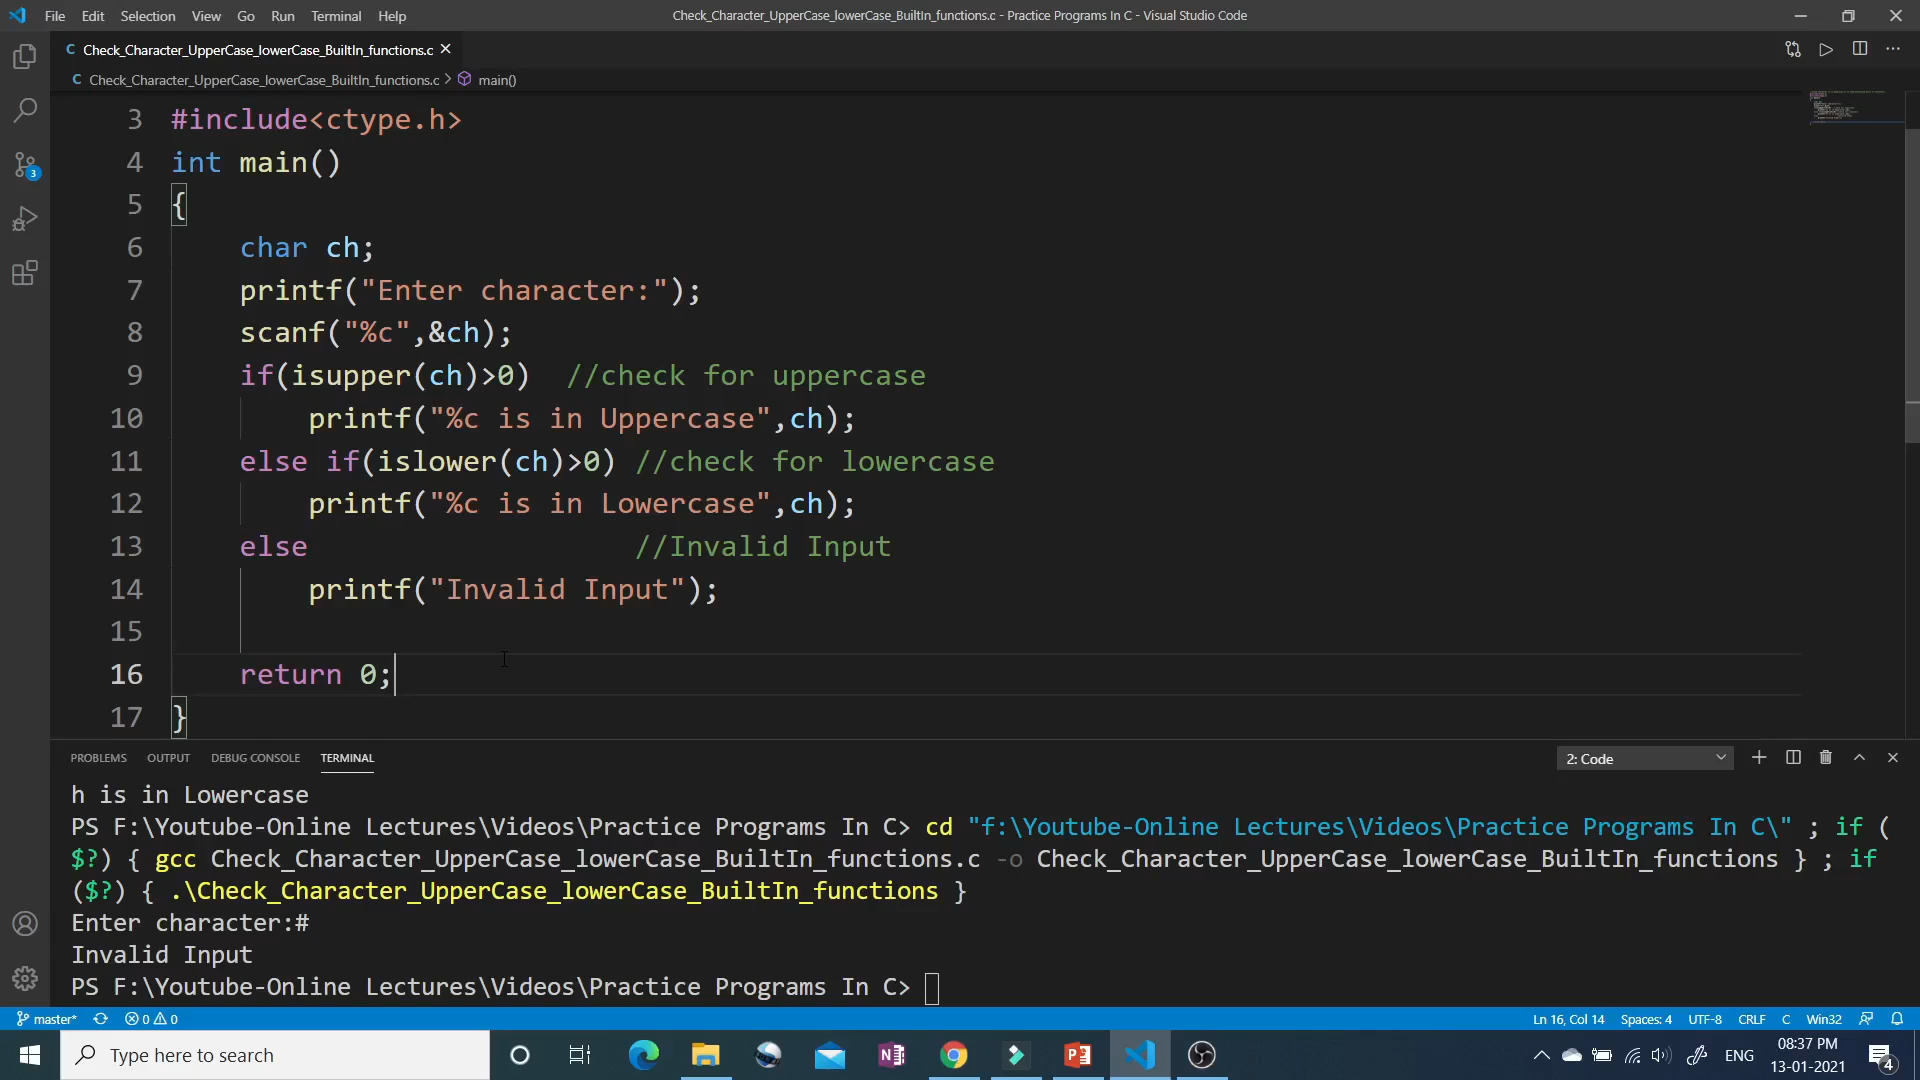 File Edit Selection View Go Run Terminal Help
Check_Character_UpperCase_lowerCase_BuiltIn_functions.c - Practice Programs In C - Visual Studio Code
C Check_Character_UpperCase_lowerCase_BuiltIn_functions.c
C Check_Character_UpperCase_lowerCase_BuiltIn_functions.c > main()
3 #include<ctype.h>
4 int main()
5 {
6 char ch;
7 printf("Enter character:");
8 scanf("%c",&ch);
9 if(isupper(ch)>0) //check for uppercase
10 printf("%c is in Uppercase",ch);
11 else if(islower(ch)>0) //check for lowercase
12 printf("%c is in Lowercase",ch);
13 else //Invalid Input
14 printf("Invalid Input");
15
16 return 0;
17 }
3
PROBLEMS OUTPUT DEBUG CONSOLE TERMINAL
2: Code
h is in Lowercase
PS F:\Youtube-Online Lectures\Videos\Practice Programs In C> cd "f:\Youtube-Online Lectures\Videos\Practice Programs In C\" ; if (
$?) { gcc Check_Character_UpperCase_lowerCase_BuiltIn_functions.c -o Check_Character_UpperCase_lowerCase_BuiltIn_functions } ; if
($?) { .\Check_Character_UpperCase_lowerCase_BuiltIn_functions }
Enter character:#
Invalid Input
PS F:\Youtube-Online Lectures\Videos\Practice Programs In C>
master* 0 0
Ln 16, Col 14 Spaces: 4 UTF-8 CRLF C Win32
Type here to search
ENG
08:37 PM
13-01-2021
4